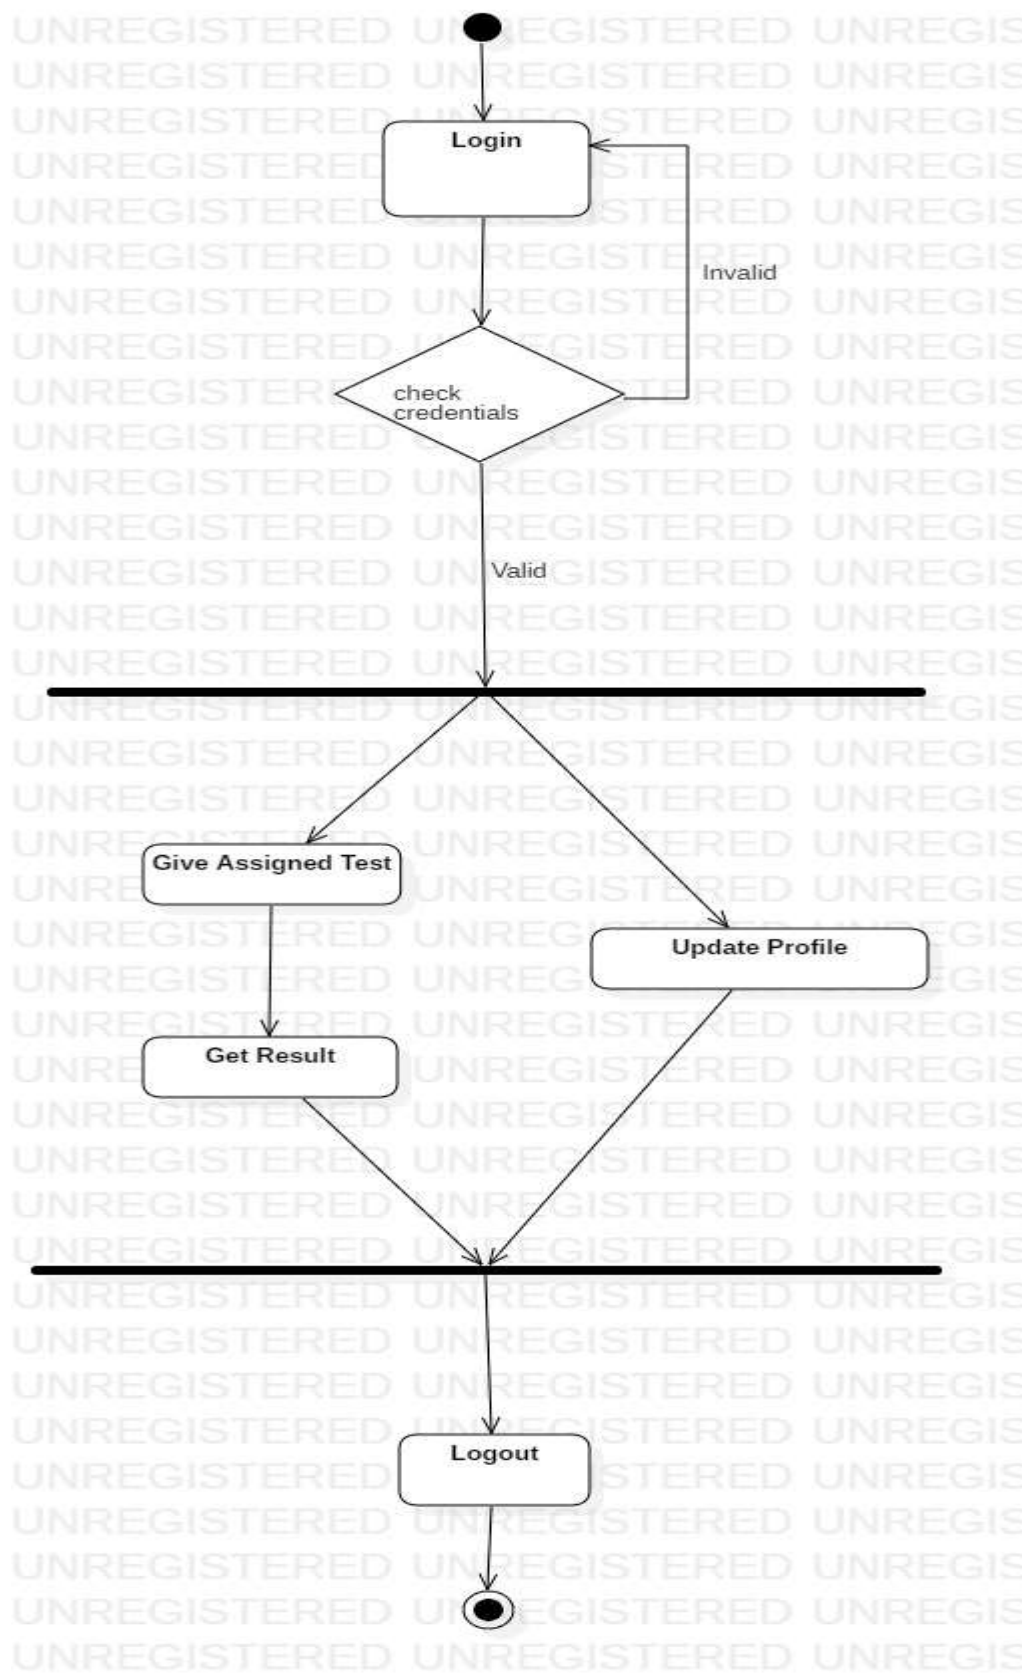 Login
Invalid
check
credentials
Valid
Give Assigned Test
Update Profile
Get Result
Logout
UNREGISTERED